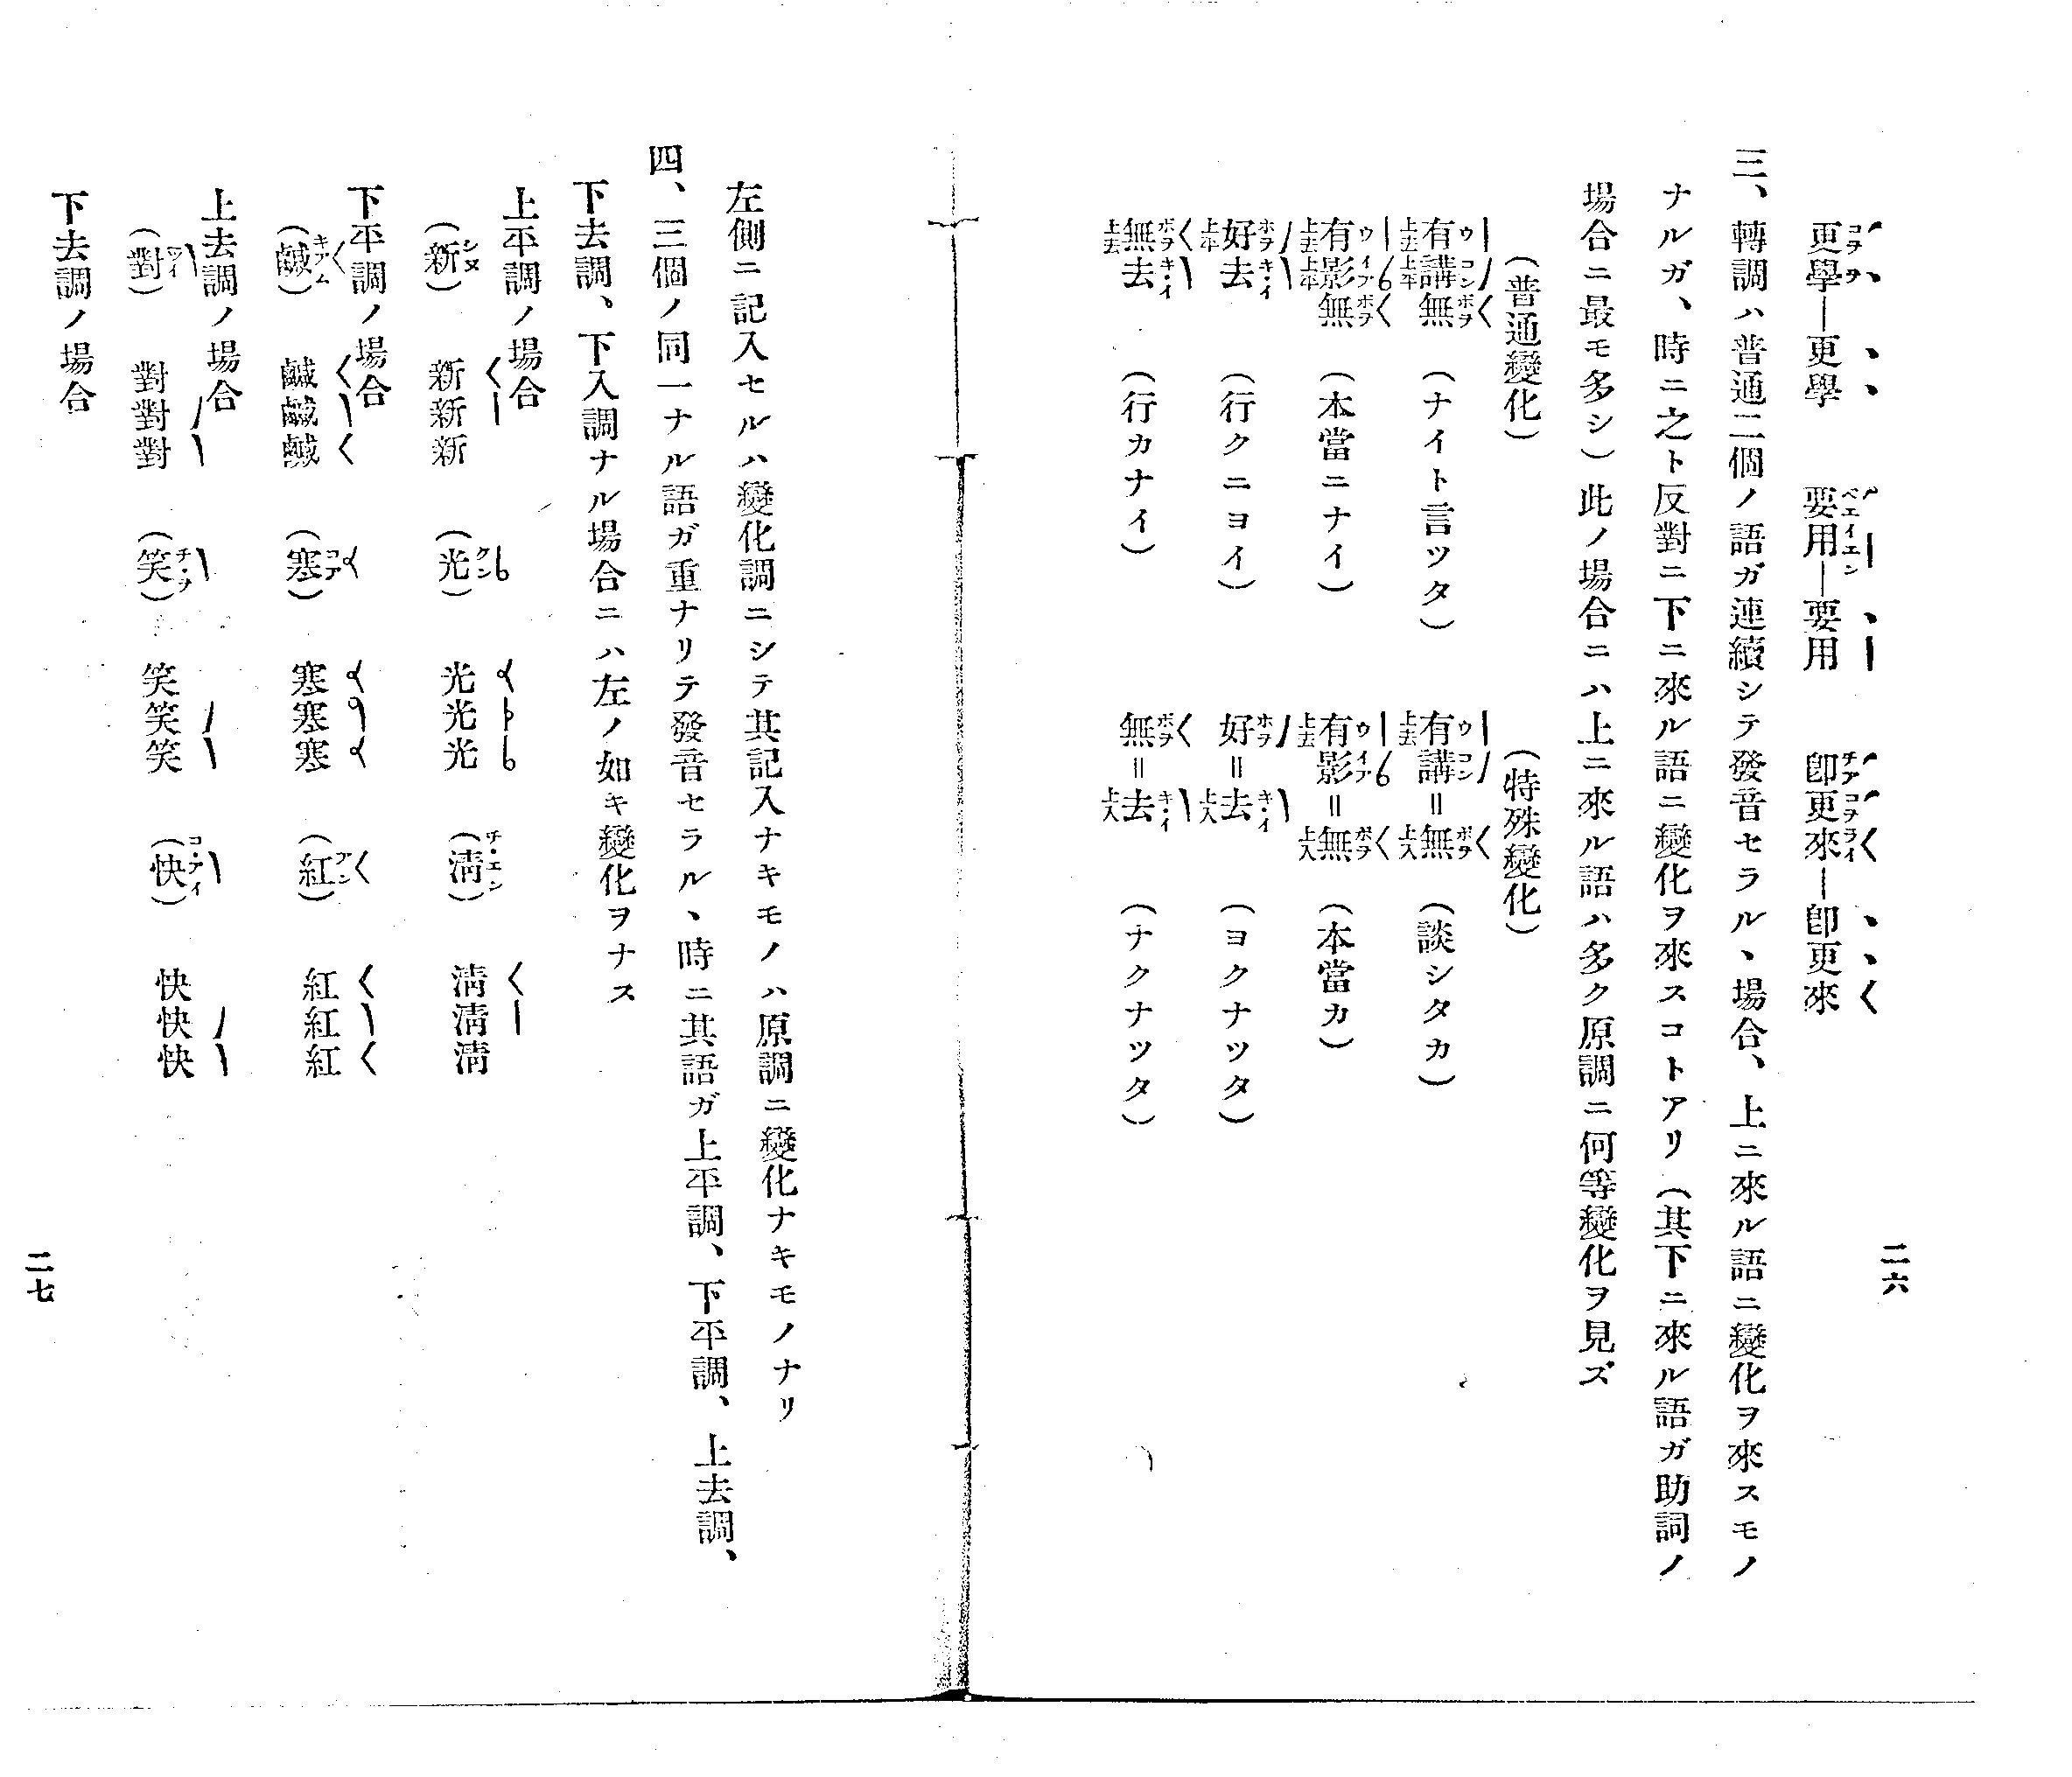 二六
更學―更學　要用―要用　卽更來―卽更來
三、轉調ハ普通二個ノ語ガ連續シテ發音セラルヽ場合、上ニ來ル語ニ變化ヲ來スモノ
ナルガ、時ニ之ト反對ニ下ニ來ル語ニ變化ヲ來スコトアリ（其下ニ來ル語ガ助詞ノ
場合ニ最モ多シ）此ノ場合ニハ上ニ來ル語ハ多ク原調ニ何等變化ヲ見ズ
（普通變化）　（特殊變化）
有講無　（ナイト言ツタ）　有講＝無　（談シタカ）
有影無　（本當ニナイ）　有影＝無　（本當カ）
好去　（行クニヨイ）　好＝去　（ヨクナツタ）
無去　（行カナイ）　無＝去　（ナクナツタ）
左側ニ記入セルハ變化調ニシテ其記入ナキモノハ原調ニ變化ナキモノナリ
四、三個ノ同一ナル語ガ重ナリテ發音セラルヽ時ニ其語ガ上平調、下平調、上去調、
下去調、下入調ナル場合ニハ左ノ如キ變化ヲナス
上平調ノ場合
（新）　新新新　（光）　光光光　（淸）　淸淸淸
下平調ノ場合
（鹹）　鹹鹹鹹　（寒）　寒寒寒　（紅）　紅紅紅
上去調ノ場合
（對）　對對對　（笑）　笑笑笑　（快）　快快快
下去調ノ場合
二七